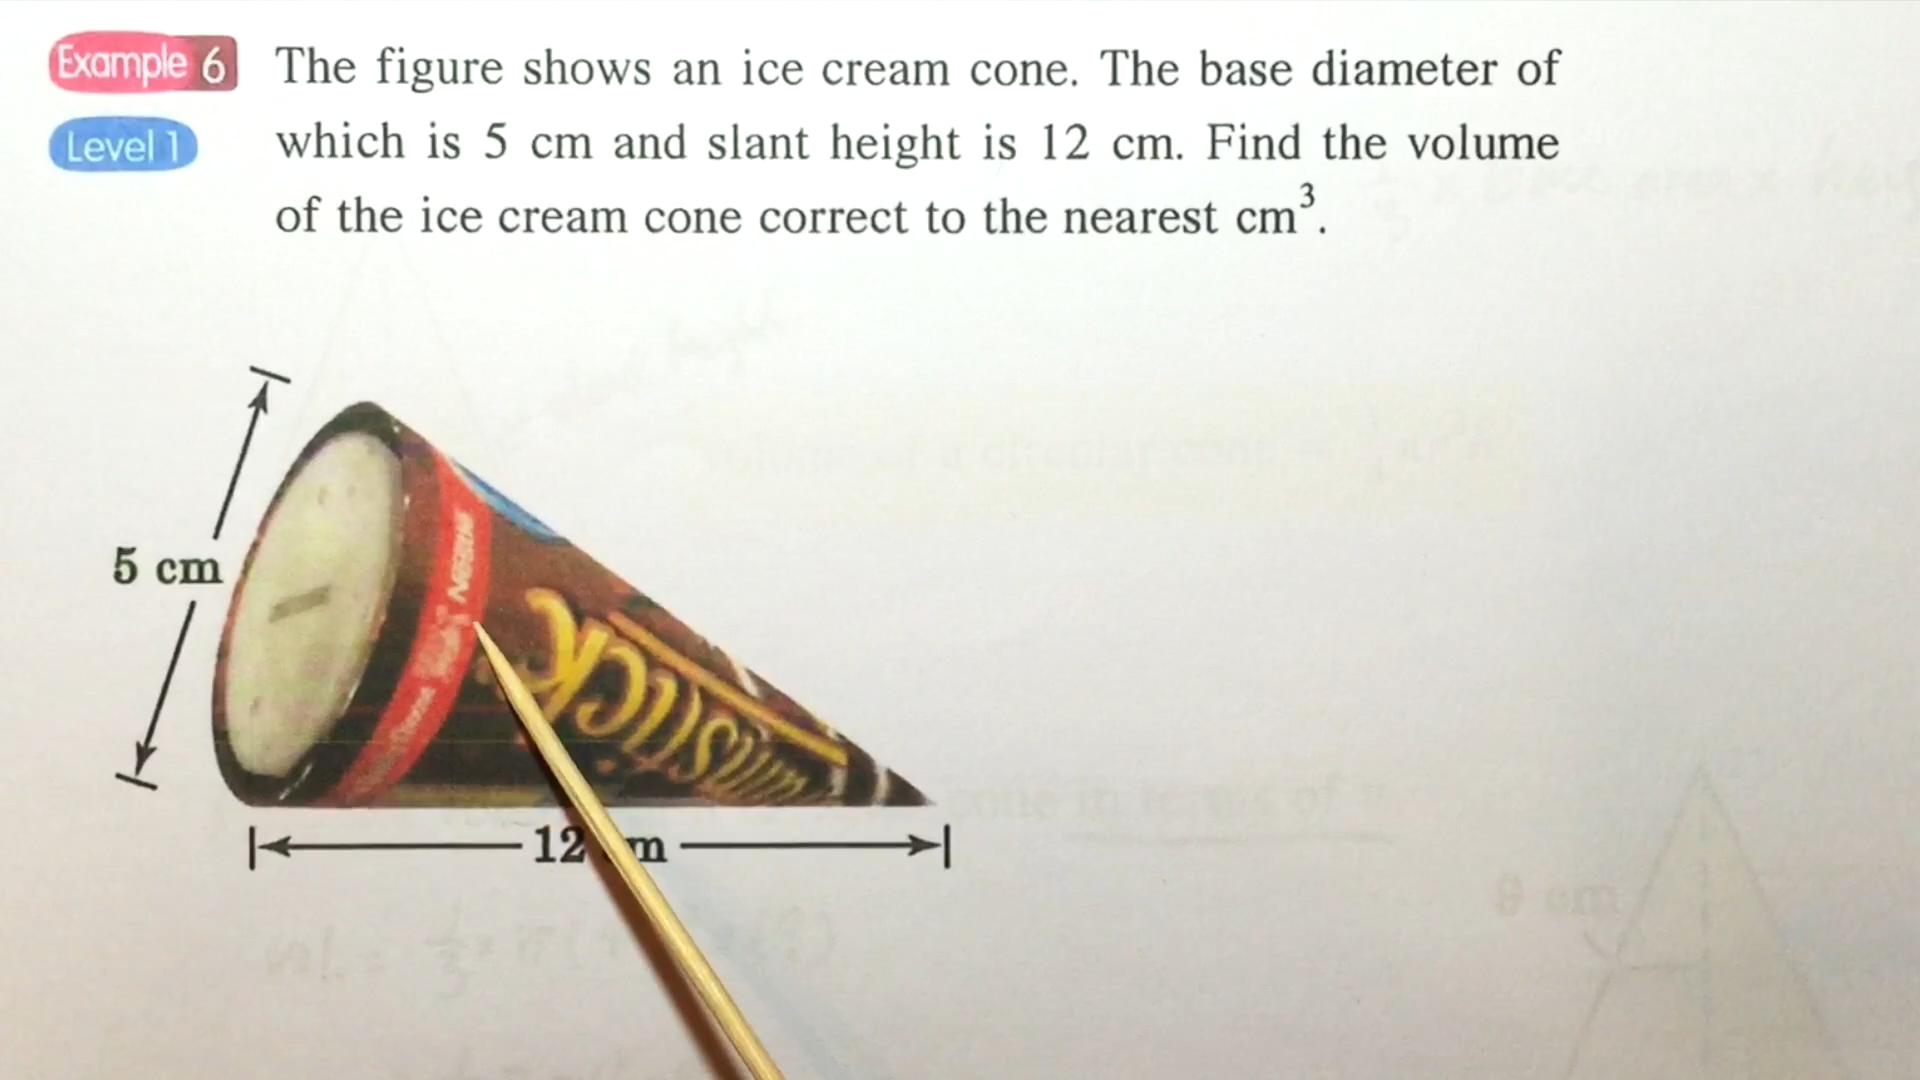 Example 6
The figure shows an ice cream cone. The base diameter of
Level 1
which is 5 cm and slant height is 12 cm. Find the volume
of the ice cream cone correct to the nearest cm³.
5 cm
12 m